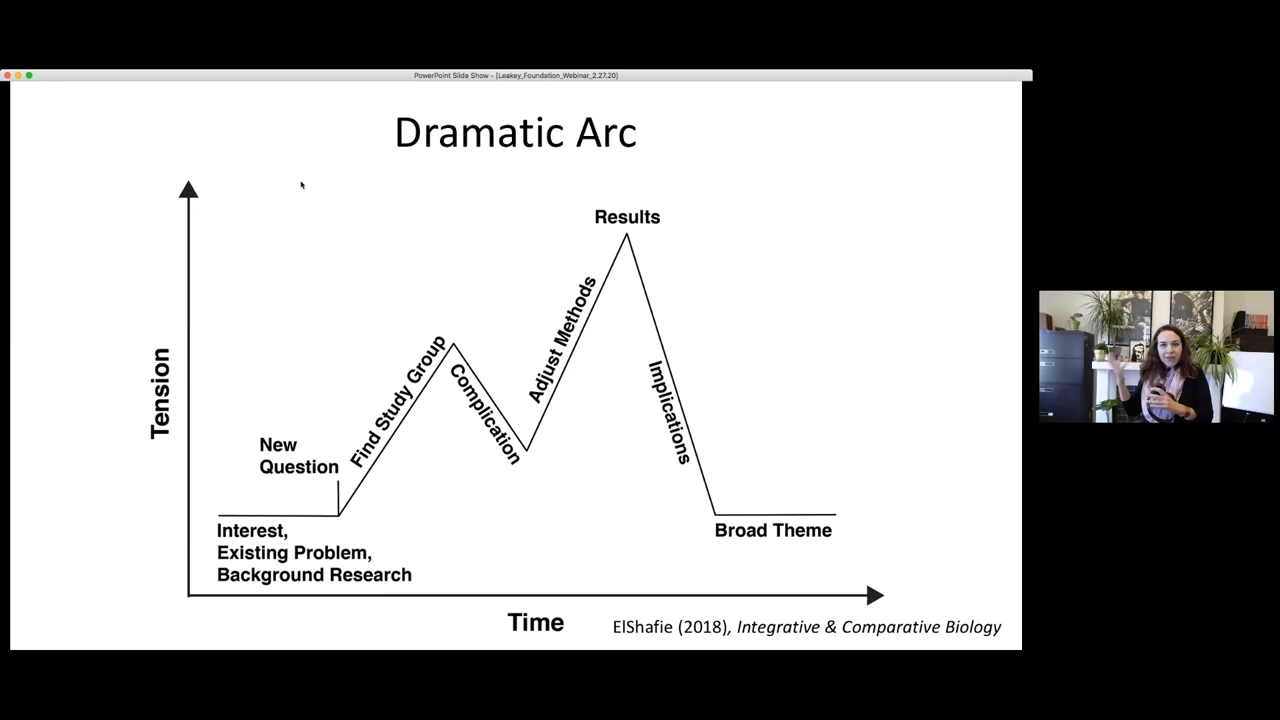 PowerPoint Slide Show - [Leakey_Foundation_Webinar_2.27.20]
Dramatic Arc
Results
Adjust Methods
Find Study Group
Complication
Implications
Tension
New
Question
Interest,
Existing Problem,
Background Research
Broad Theme
Time
ElShafie (2018), Integrative & Comparative Biology